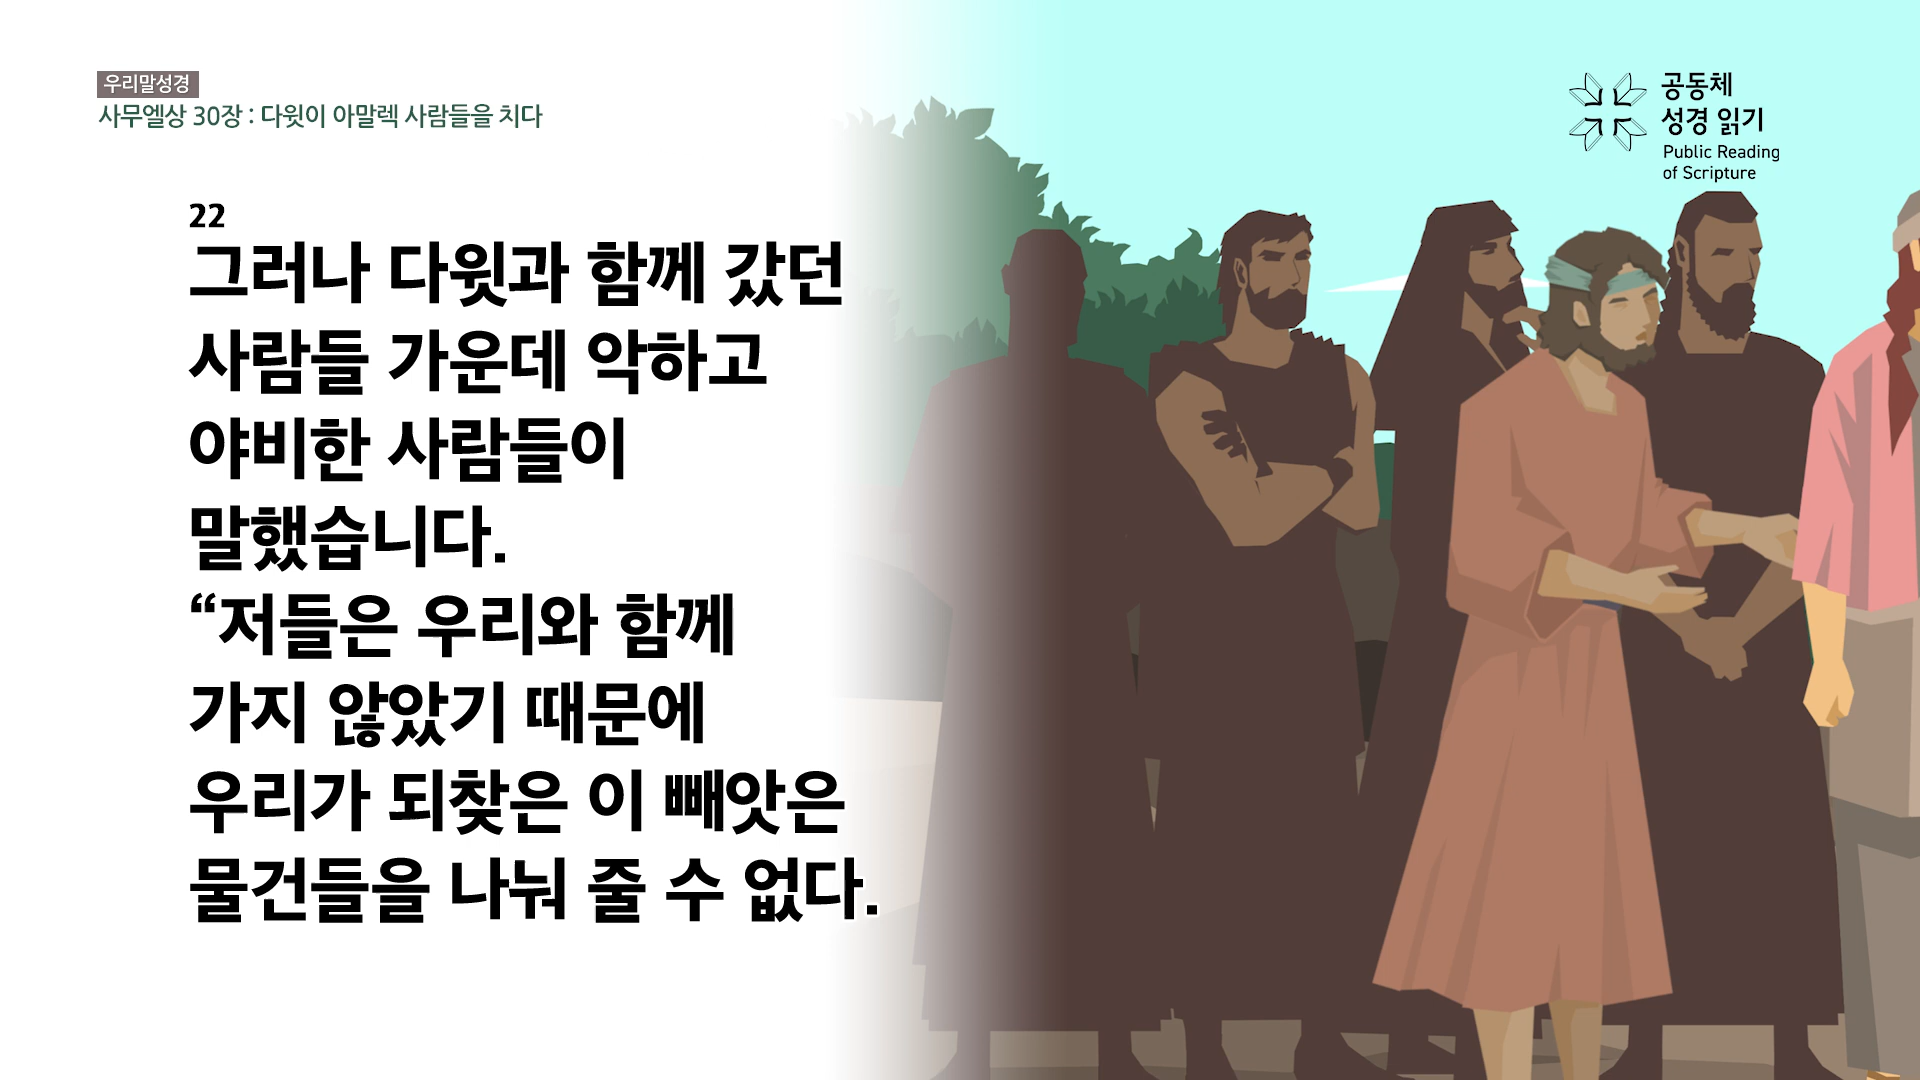 우리말성경
사무엘상 30장 : 다윗이 아말렉 사람들을 치다
공동체
성경 읽기
Public Reading
of Scripture
22
그러나 다윗과 함께 갔던
사람들 가운데 악하고
야비한 사람들이
말했습니다.
“저들은 우리와 함께
가지 않았기 때문에
우리가 되찾은 이 빼앗은
물건들을 나눠 줄 수 없다.